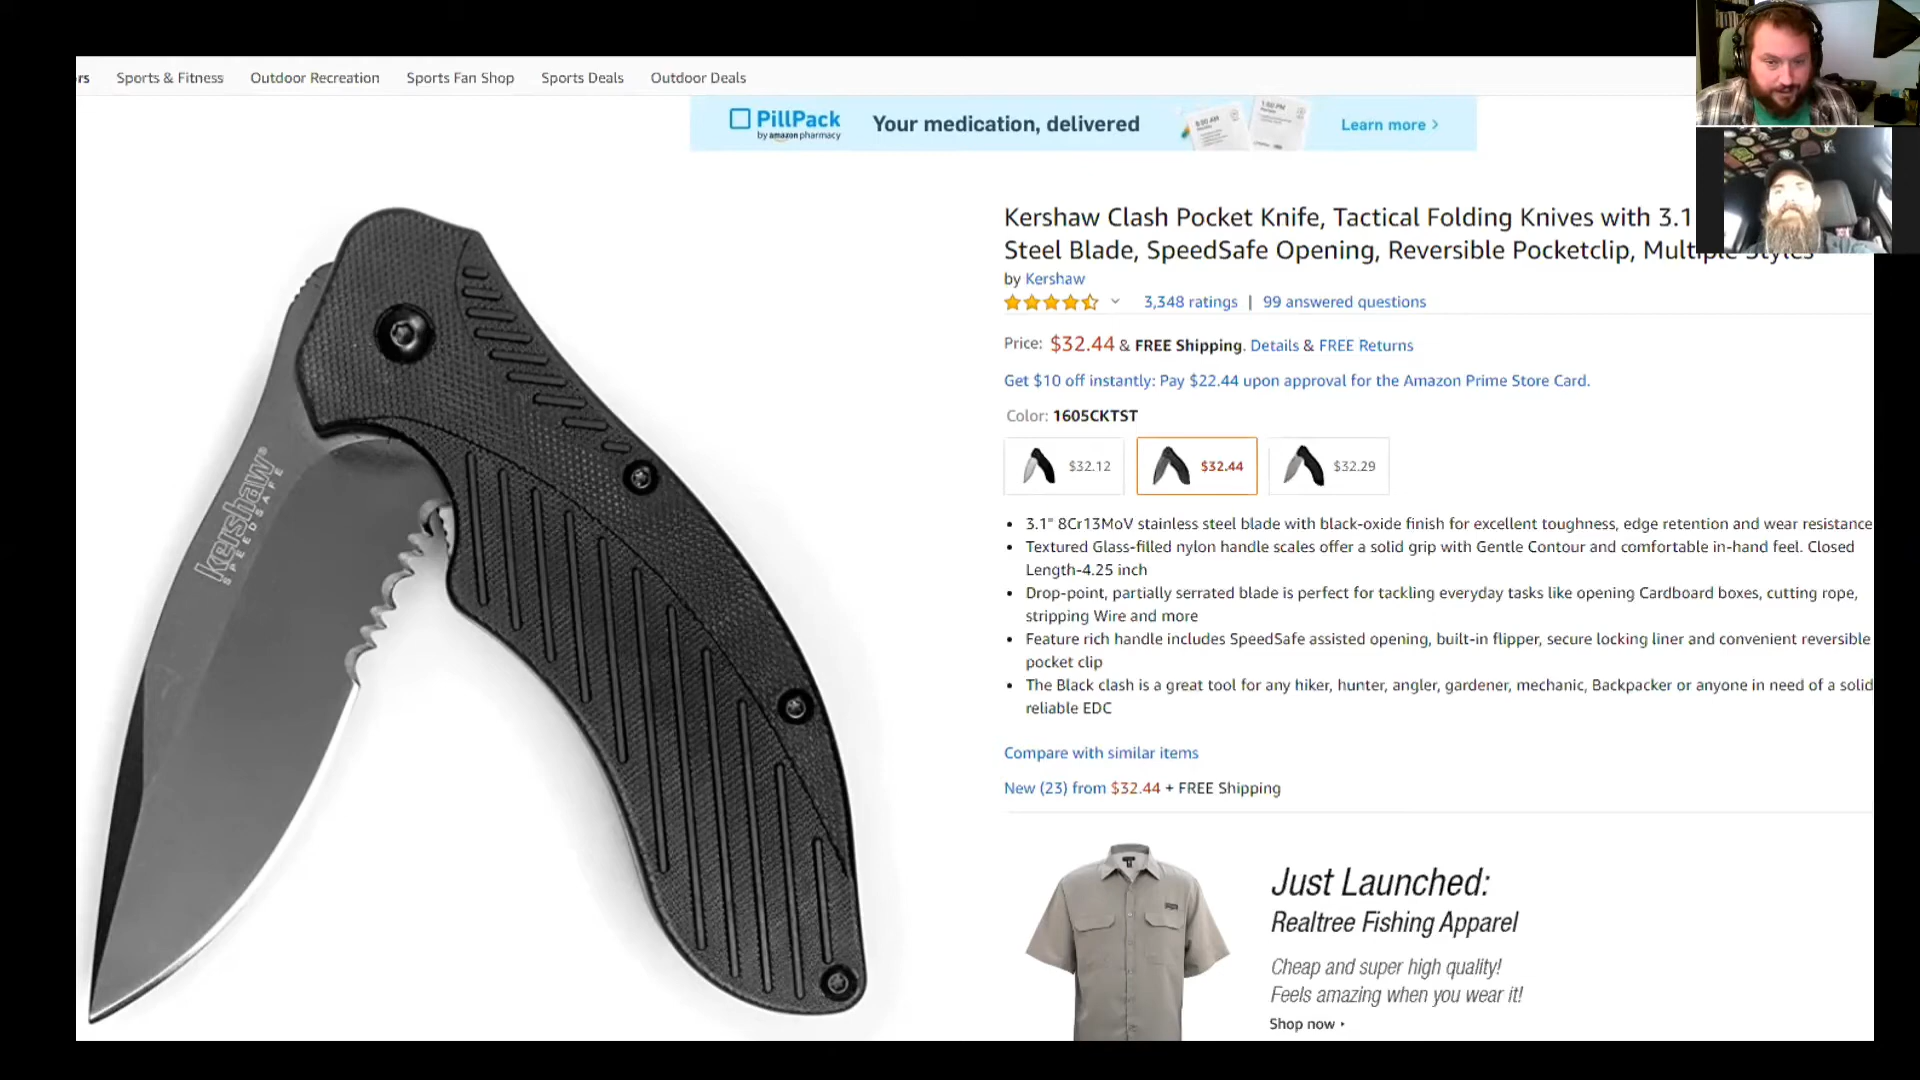 rs Sports & Fitness Outdoor Recreation Sports Fan Shop Sports Deals Outdoor Deals
PillPack
by amazon pharmacy
Your medication, delivered
Learn more >
Kershaw Clash Pocket Knife, Tactical Folding Knives with 3.1
Steel Blade, SpeedSafe Opening, Reversible Pocketclip, Multiple Styles
by Kershaw
3,348 ratings | 99 answered questions
Price: $32.44 & FREE Shipping. Details & FREE Returns
Get $10 off instantly: Pay $22.44 upon approval for the Amazon Prime Store Card.
Color: 1605CKTST
$32.12 $32.44 $32.29
kershaw®
SPEEDSAFE
• 3.1" 8Cr13MoV stainless steel blade with black-oxide finish for excellent toughness, edge retention and wear resistance
• Textured Glass-filled nylon handle scales offer a solid grip with Gentle Contour and comfortable in-hand feel. Closed
Length-4.25 inch
• Drop-point, partially serrated blade is perfect for tackling everyday tasks like opening Cardboard boxes, cutting rope,
stripping Wire and more
• Feature rich handle includes SpeedSafe assisted opening, built-in flipper, secure locking liner and convenient reversible
pocket clip
• The Black clash is a great tool for any hiker, hunter, angler, gardener, mechanic, Backpacker or anyone in need of a solid
reliable EDC
Compare with similar items
New (23) from $32.44 + FREE Shipping
Just Launched:
Realtree Fishing Apparel
Cheap and super high quality!
Feels amazing when you wear it!
Shop now ‣